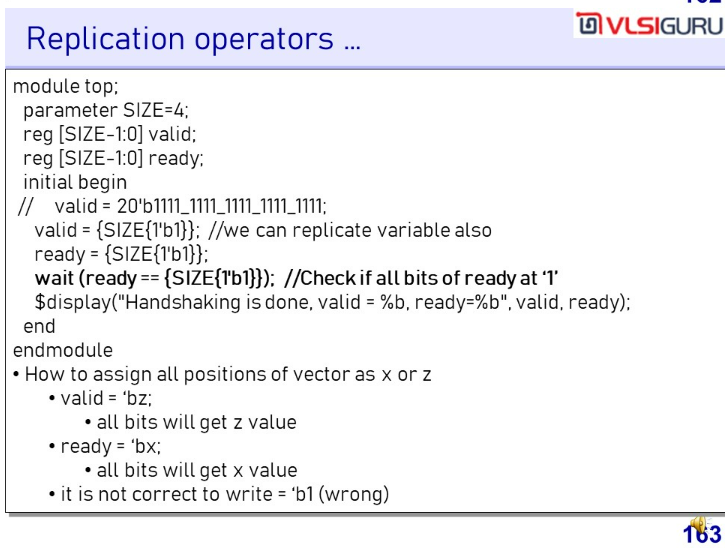 Replication operators ...
VLSIGURU
module top;
parameter SIZE=4;
reg [SIZE-1:0] valid;
reg [SIZE-1:0] ready;
initial begin
// valid = 20'b1111_1111_1111_1111_1111;
valid = {SIZE{1'b1}}; //we can replicate variable also
ready = {SIZE{1'b1}};
wait (ready == {SIZE{1'b1}}); //Check if all bits of ready at ‘1’
$display("Handshaking is done, valid = %b, ready=%b", valid, ready);
end
endmodule
• How to assign all positions of vector as x or z
• valid = ‘bz;
• all bits will get z value
• ready = ‘bx;
• all bits will get x value
• it is not correct to write = ‘b1 (wrong)
163